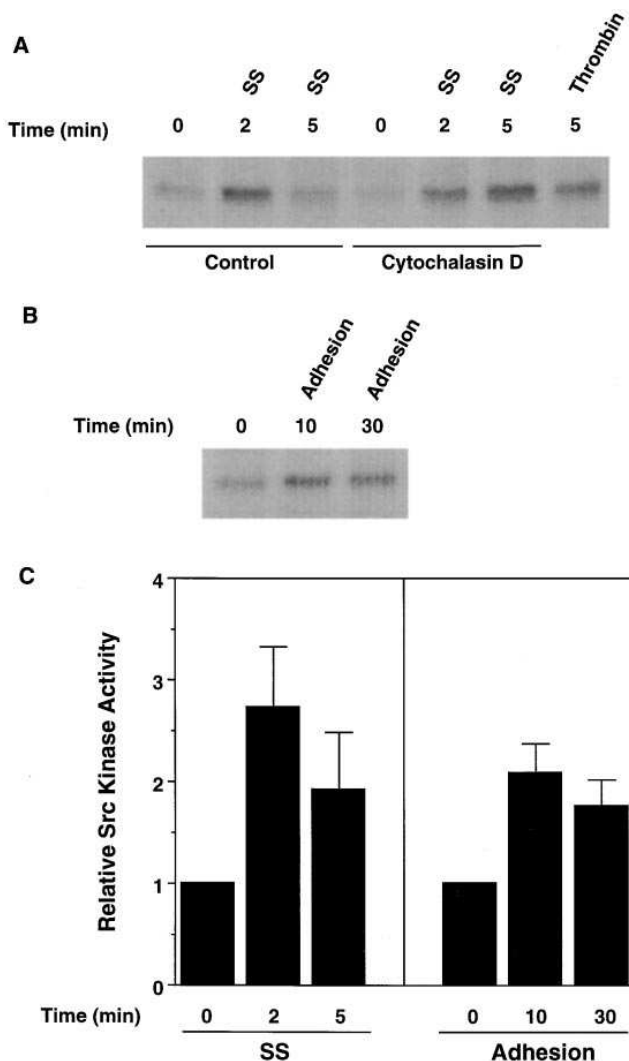 A
SS SS SS SS Thrombin
Time (min) 0 2 5 0 2 5 5
Control Cytochalasin D
B
Adhesion Adhesion
Time (min) 0 10 30
C
Relative Src Kinase Activity
4
3
2
1
0
Time (min) 0 2 5 0 10 30
SS Adhesion